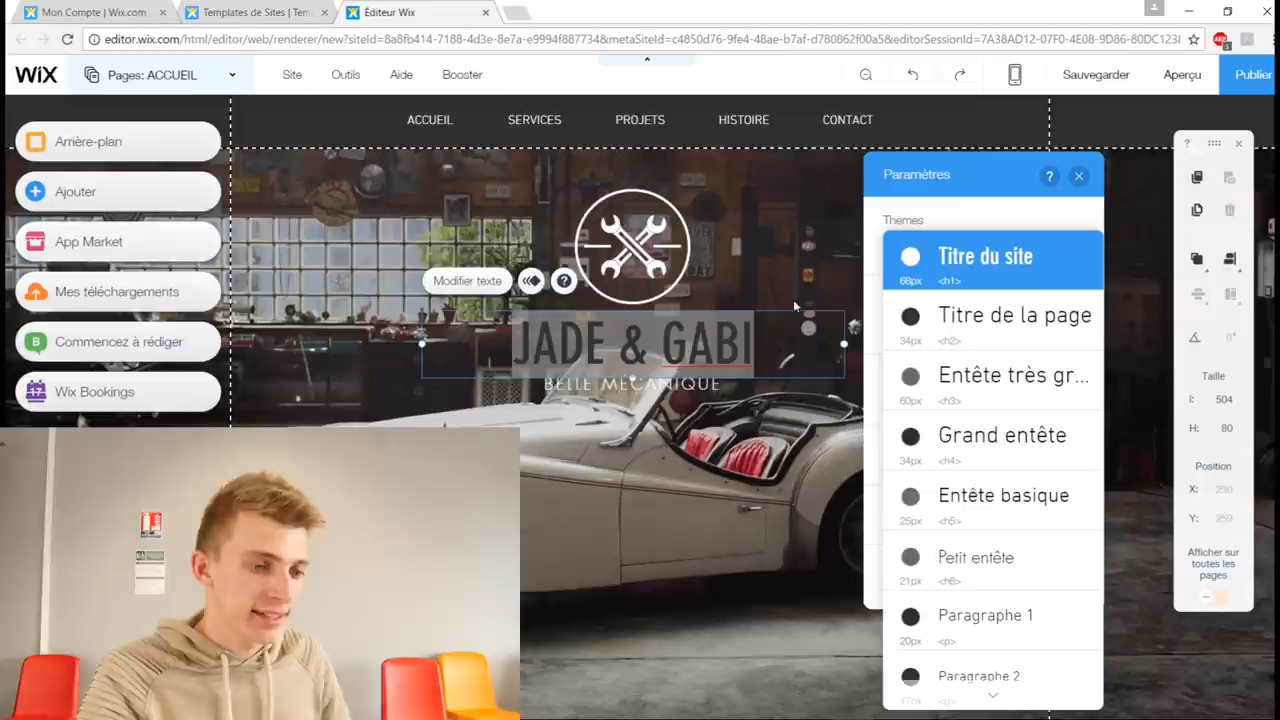 Mon Compte | Wix.com
Templates de Sites | Tem
Éditeur Wix
editor.wix.com/html/editor/web/renderer/new?siteId=8a8fb414-7188-4d3e-8e7a-e9994f887734&metaSiteId=c4850d76-9fe4-48ae-b7af-d780862f00a5&editorSessionId=7A38AD12-07F0-4E08-9D86-80DC123
WiX
Pages: ACCUEIL
Site
Outils
Aide
Booster
Sauvegarder
Aperçu
Publier
ACCUEIL
SERVICES
PROJETS
HISTOIRE
CONTACT
Arrière-plan
Ajouter
App Market
Mes téléchargements
Commencez à rédiger
Wix Bookings
Modifier texte
JADE & GABI
BELLE MÉCANIQUE
Paramètres
Thèmes
Titre du site
68px <h1>
Titre de la page
34px <h2>
Entête très gr...
60px <h3>
Grand entête
34px <h4>
Entête basique
25px <h5>
Petit entête
21px <h6>
Paragraphe 1
20px <p>
Paragraphe 2
17px <p>
0°
Taille
l: 504
H: 80
Position
X: 230
Y: 259
Afficher sur
toutes les
pages